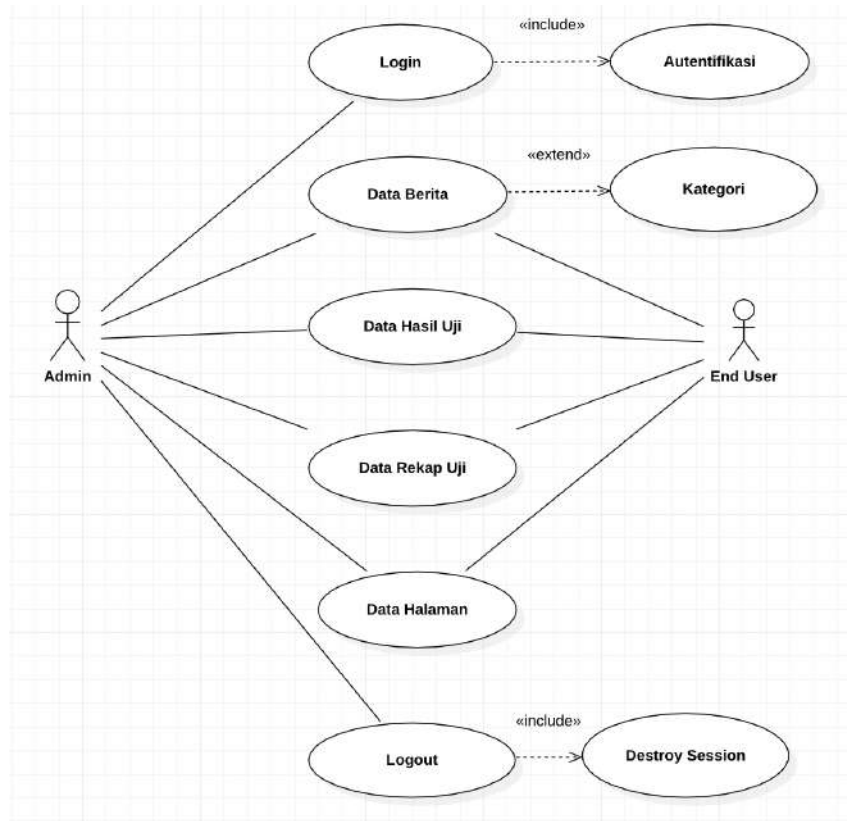 «include»
Login
Autentifikasi
«extend»
Data Berita
Kategori
Data Hasil Uji
Admin
End User
Data Rekap Uji
Data Halaman
«include»
Logout
Destroy Session